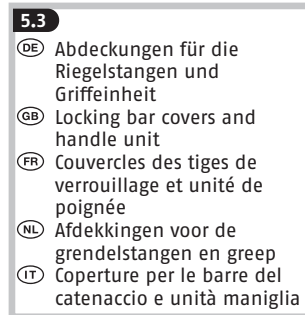 5.3
DE Abdeckungen für die
Riegelstangen und
Griffeinheit
GB Locking bar covers and
handle unit
FR Couvercles des tiges de
verrouillage et unité de
poignée
NL Afdekkingen voor de
grendelstangen en greep
IT Coperture per le barre del
catenaccio e unità maniglia